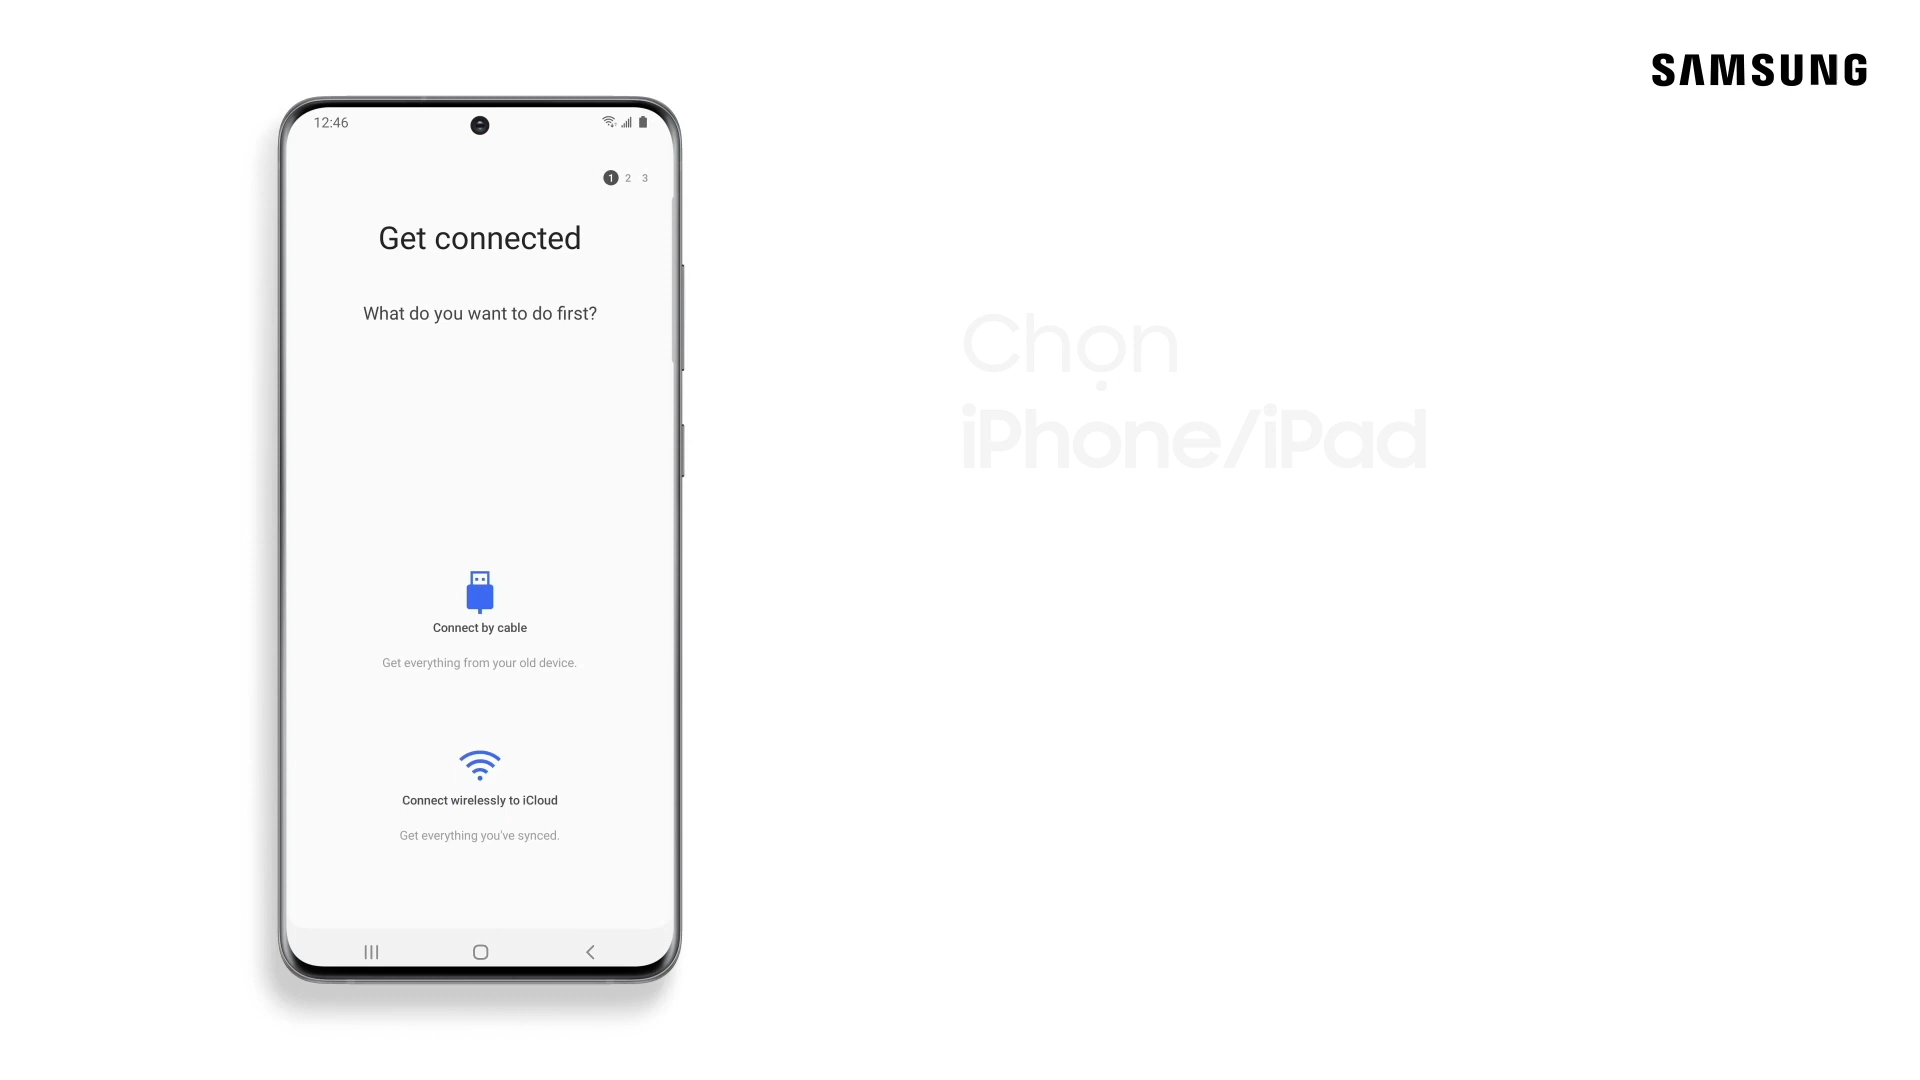 SAMSUNG
12:46
1 2 3
Get connected
What do you want to do first?
Connect by cable
Get everything from your old device.
Connect wirelessly to iCloud
Get everything you've synced.
Chọn
iPhone/iPad